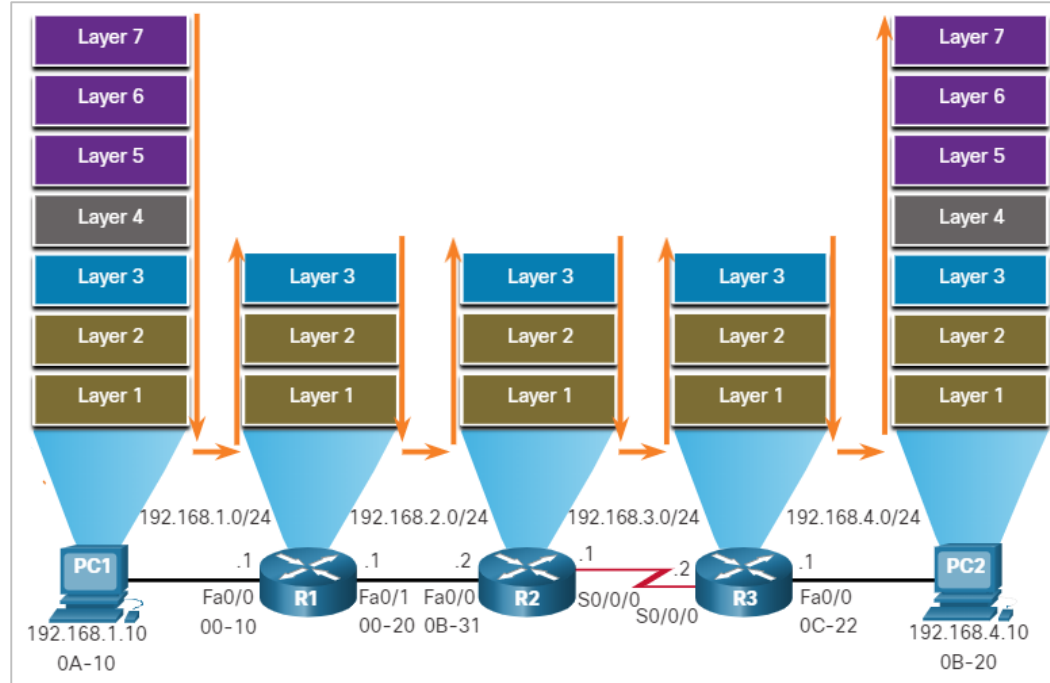 Layer 7
Layer 6
Layer 5
Layer 4
Layer 3
Layer 2
Layer 1
Layer 3
Layer 2
Layer 1
Layer 3
Layer 2
Layer 1
Layer 3
Layer 2
Layer 1
Layer 7
Layer 6
Layer 5
Layer 4
Layer 3
Layer 2
Layer 1
192.168.1.0/24
192.168.2.0/24
192.168.3.0/24
192.168.4.0/24
PC1
192.168.1.10
0A-10
.1
Fa0/0
00-10
R1
.1
Fa0/1
00-20
.2
Fa0/0
0B-31
R2
.1
S0/0/0
.2
S0/0/0
R3
.1
Fa0/0
0C-22
PC2
192.168.4.10
0B-20